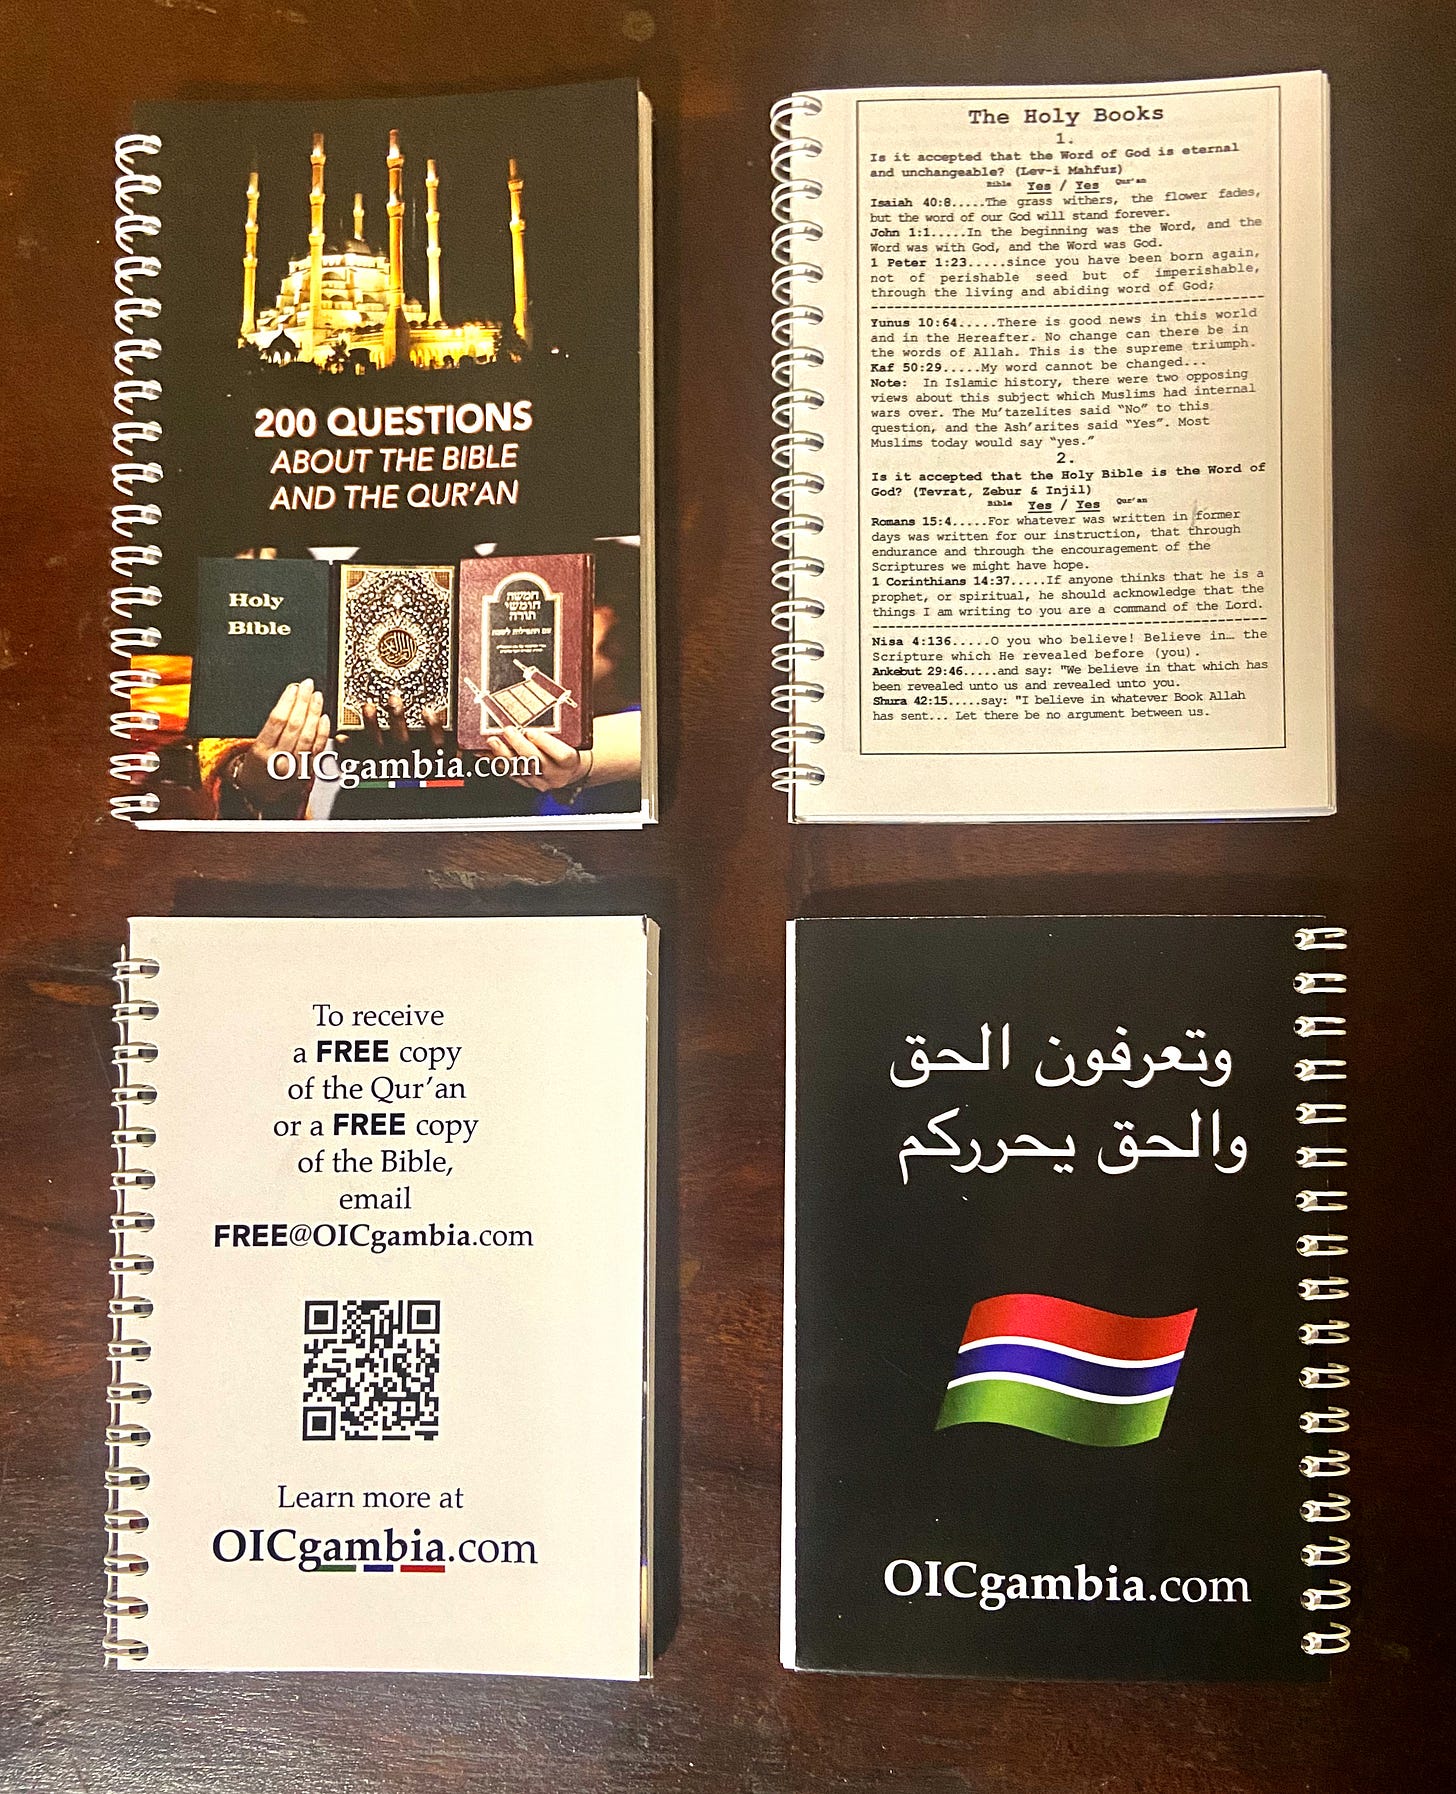 200 QUESTIONS
ABOUT THE BIBLE
AND THE QUR'AN
Holy
Bible
חמשה
חומשי
תורה
OICgambia.com
The Holy Books
1.
Is it accepted that the Word of God is eternal
and unchangeable? (Lev-i Mahfuz)
Bible Yes / Yes Qur'an
Isaiah 40:8.....The grass withers, the flower fades,
but the word of our God will stand forever.
John 1:1.....In the beginning was the Word, and the
Word was with God, and the Word was God.
1 Peter 1:23.....since you have been born again,
not of perishable seed but of imperishable,
through the living and abiding word of God;
Yunus 10:64.....There is good news in this world
and in the Hereafter. No change can there be in
the words of Allah. This is the supreme triumph.
Kaf 50:29.....My word cannot be changed...
Note: In Islamic history, there were two opposing
views about this subject which Muslims had internal
wars over. The Mu'tazelites said "No" to this
question, and the Ash'arites said "Yes". Most
Muslims today would say "yes."
2.
Is it accepted that the Holy Bible is the Word of
God? (Tevrat, Zebur & Injil)
Bible Yes / Yes Qur'an
Romans 15:4.....For whatever was written in former
days was written for our instruction, that through
endurance and through the encouragement of the
Scriptures we might have hope.
1 Corinthians 14:37.....If anyone thinks that he is a
prophet, or spiritual, he should acknowledge that the
things I am writing to you are a command of the Lord.
Nisa 4:136.....O you who believe! Believe in… the
Scripture which He revealed before (you).
Ankebut 29:46.....and say: "We believe in that which has
been revealed unto us and revealed unto you.
Shura 42:15.....say: "I believe in whatever Book Allah
has sent... Let there be no argument between us.
To receive
a FREE copy
of the Qur'an
or a FREE copy
of the Bible,
email
FREE@OICgambia.com
Learn more at
OICgambia.com
وتعرفون الحق
والحق يحرركم
OICgambia.com